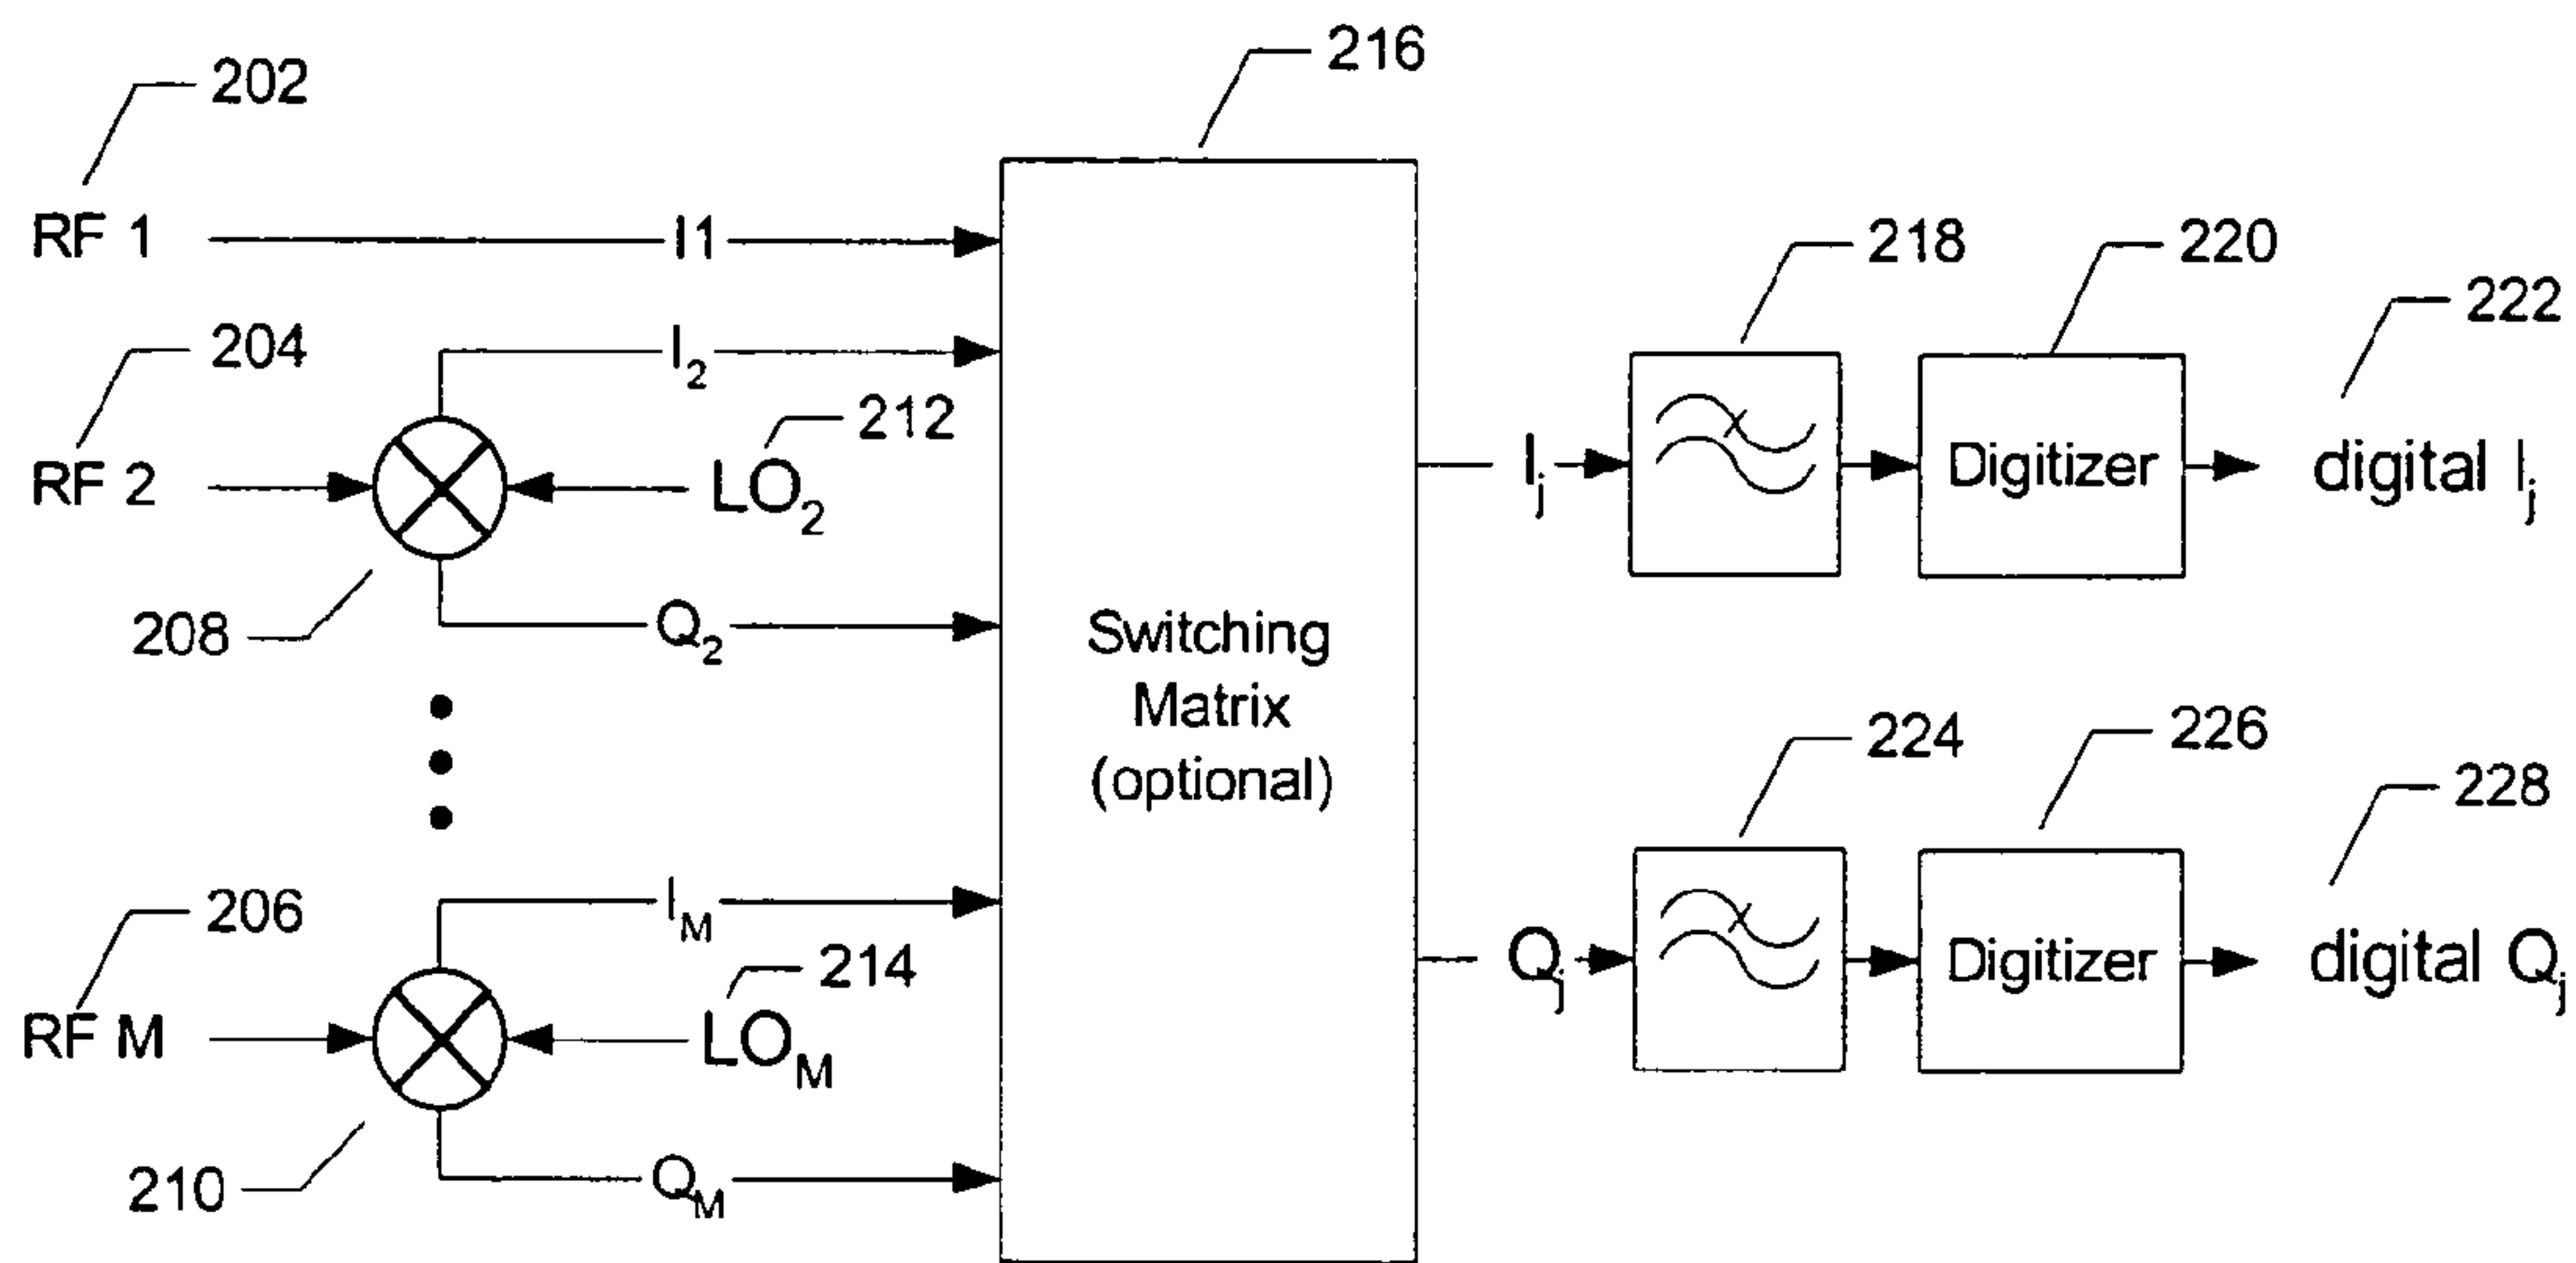 202
216
RF 1
I1
218
220
222
204
I2
212
RF 2
LO2
Ij
Digitizer
digital Ij
208
Q2
Switching
Matrix
(optional)
224
226
228
206
IM
214
RF M
LOM
Qj
Digitizer
digital Qj
210
QM